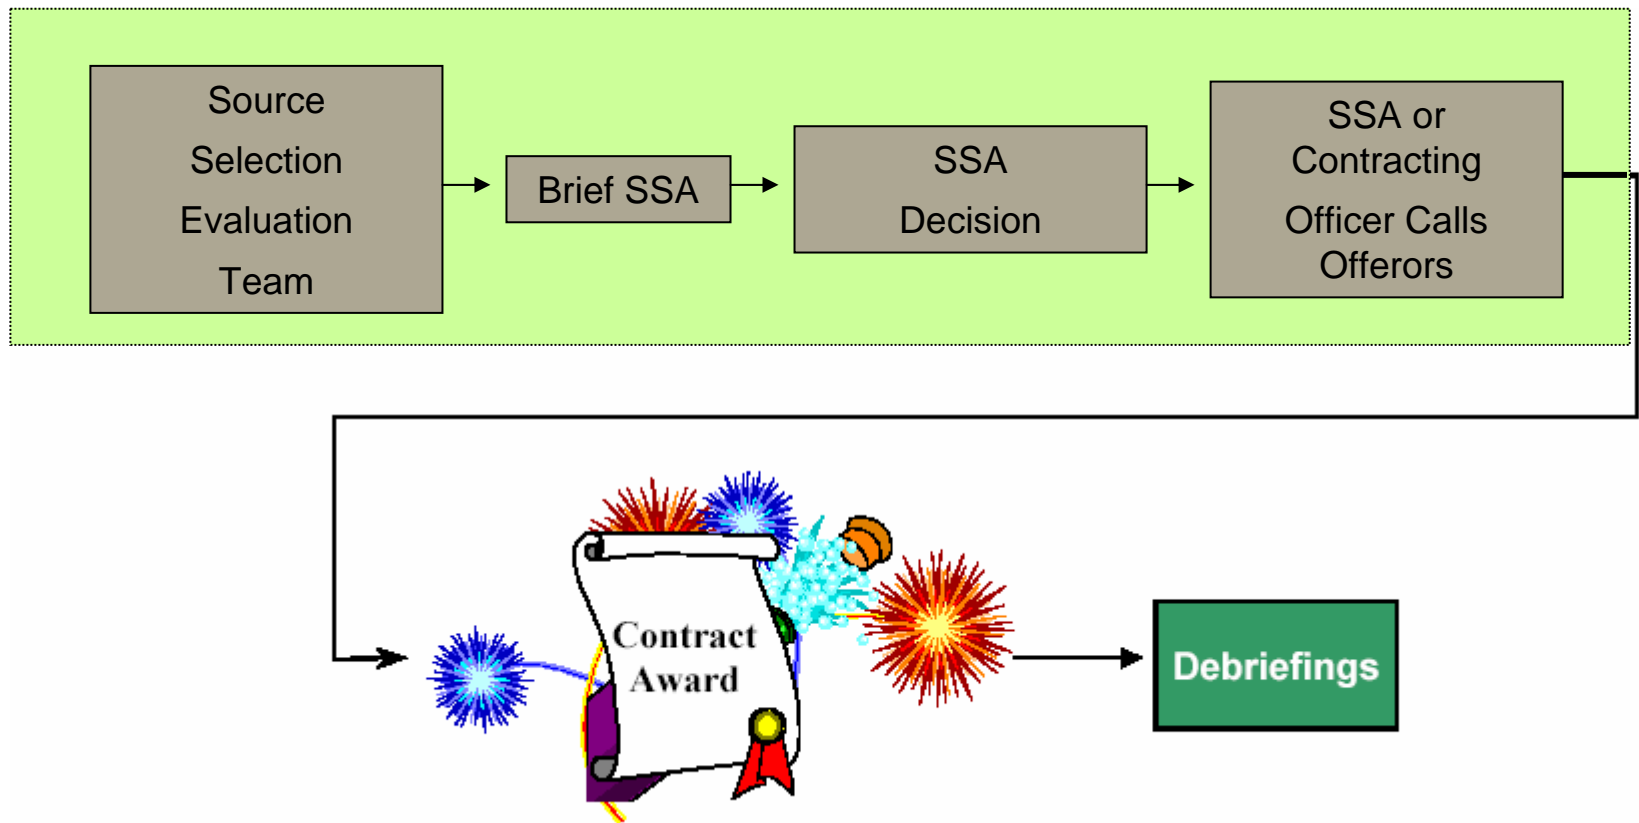 Source
Selection
Evaluation
Team
Brief SSA
SSA
Decision
SSA or
Contracting
Officer Calls
Offerors
Contract
Award
Debriefings